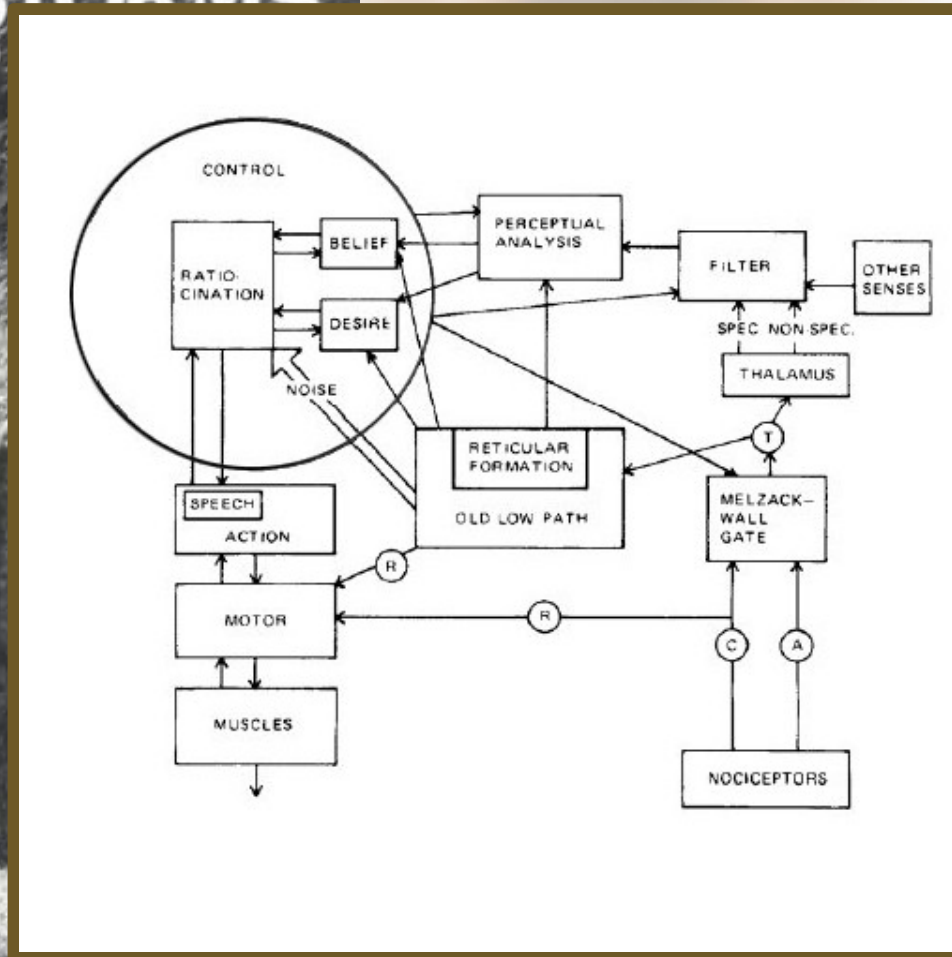 CONTROL
PERCEPTUAL
ANALYSIS
BELIEF
RATIO-
CINATION
DESIRE
FILTER
OTHER
SENSES
SPEC NON-SPEC.
THALAMUS
NOISE
T
RETICULAR
FORMATION
OLD LOW PATH
MELZACK–
WALL
GATE
SPEECH
ACTION
R
MOTOR
R
C
A
MUSCLES
NOCICEPTORS